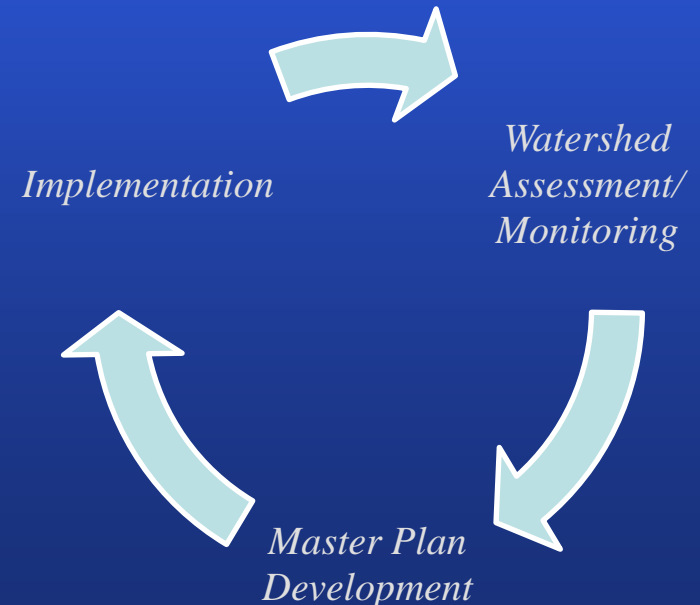 Implementation
Watershed
Assessment/
Monitoring
Master Plan
Development